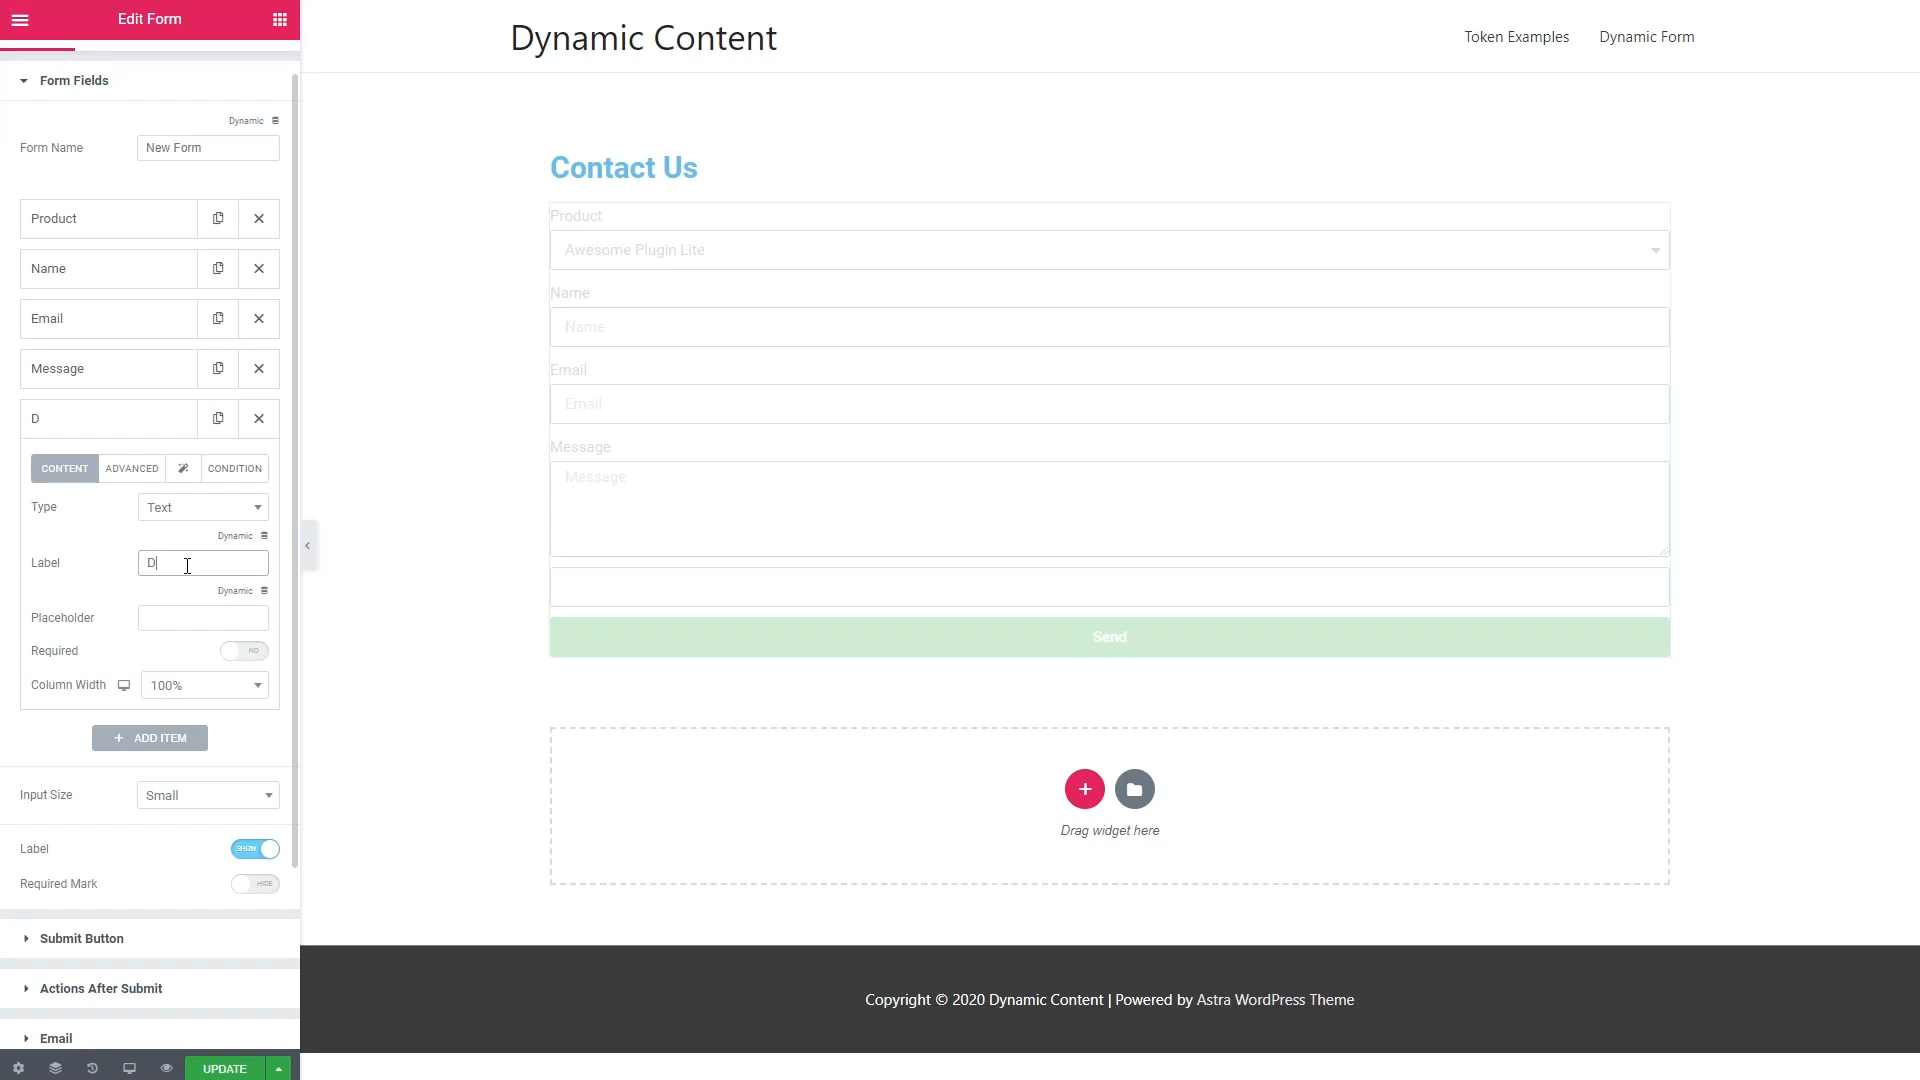 Edit Form
Form Fields
Dynamic
Form Name
New Form
Product
Name
Email
Message
D
CONTENT
ADVANCED
CONDITION
Type
Text
Dynamic
Label
D
Dynamic
Placeholder
Required
NO
Column Width
100%
+ ADD ITEM
Input Size
Small
Label
SHOW
Required Mark
HIDE
Submit Button
Actions After Submit
Email
UPDATE
Dynamic Content
Token Examples
Dynamic Form
Contact Us
Product
Awesome Plugin Lite
Name
Name
Email
Email
Message
Message
Send
Drag widget here
Copyright © 2020 Dynamic Content | Powered by Astra WordPress Theme